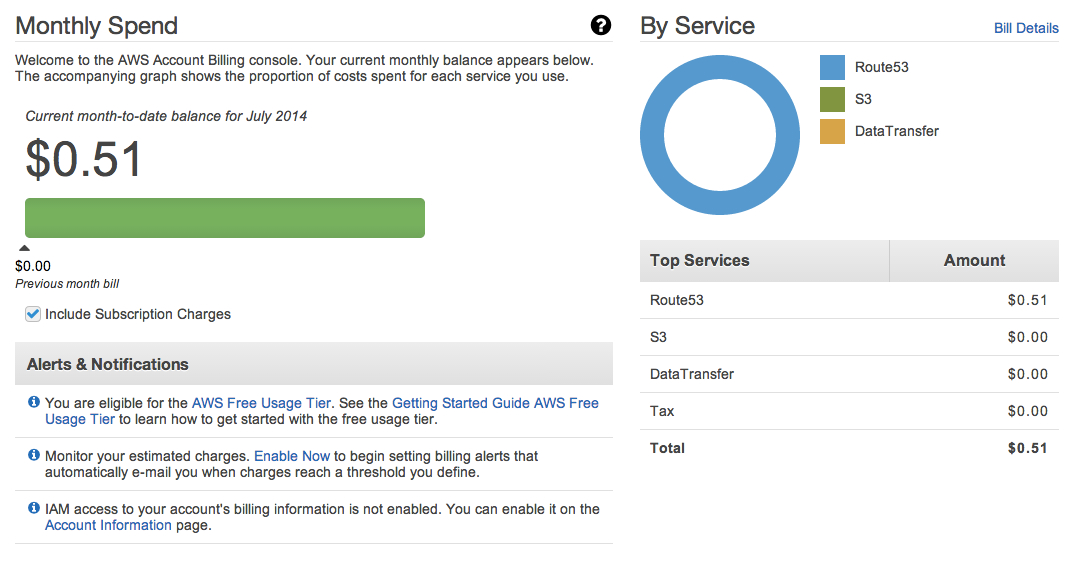 Monthly Spend
?
Welcome to the AWS Account Billing console. Your current monthly balance appears below.
The accompanying graph shows the proportion of costs spent for each service you use.
Current month-to-date balance for July 2014
$0.51
$0.00
Previous month bill
Include Subscription Charges
Alerts & Notifications
You are eligible for the AWS Free Usage Tier. See the Getting Started Guide AWS Free
Usage Tier to learn how to get started with the free usage tier.
Monitor your estimated charges. Enable Now to begin setting billing alerts that
automatically e-mail you when charges reach a threshold you define.
IAM access to your account's billing information is not enabled. You can enable it on the
Account Information page.
By Service
Bill Details
Route53
S3
DataTransfer
Top Services Amount
Route53 $0.51
S3 $0.00
DataTransfer $0.00
Tax $0.00
Total $0.51